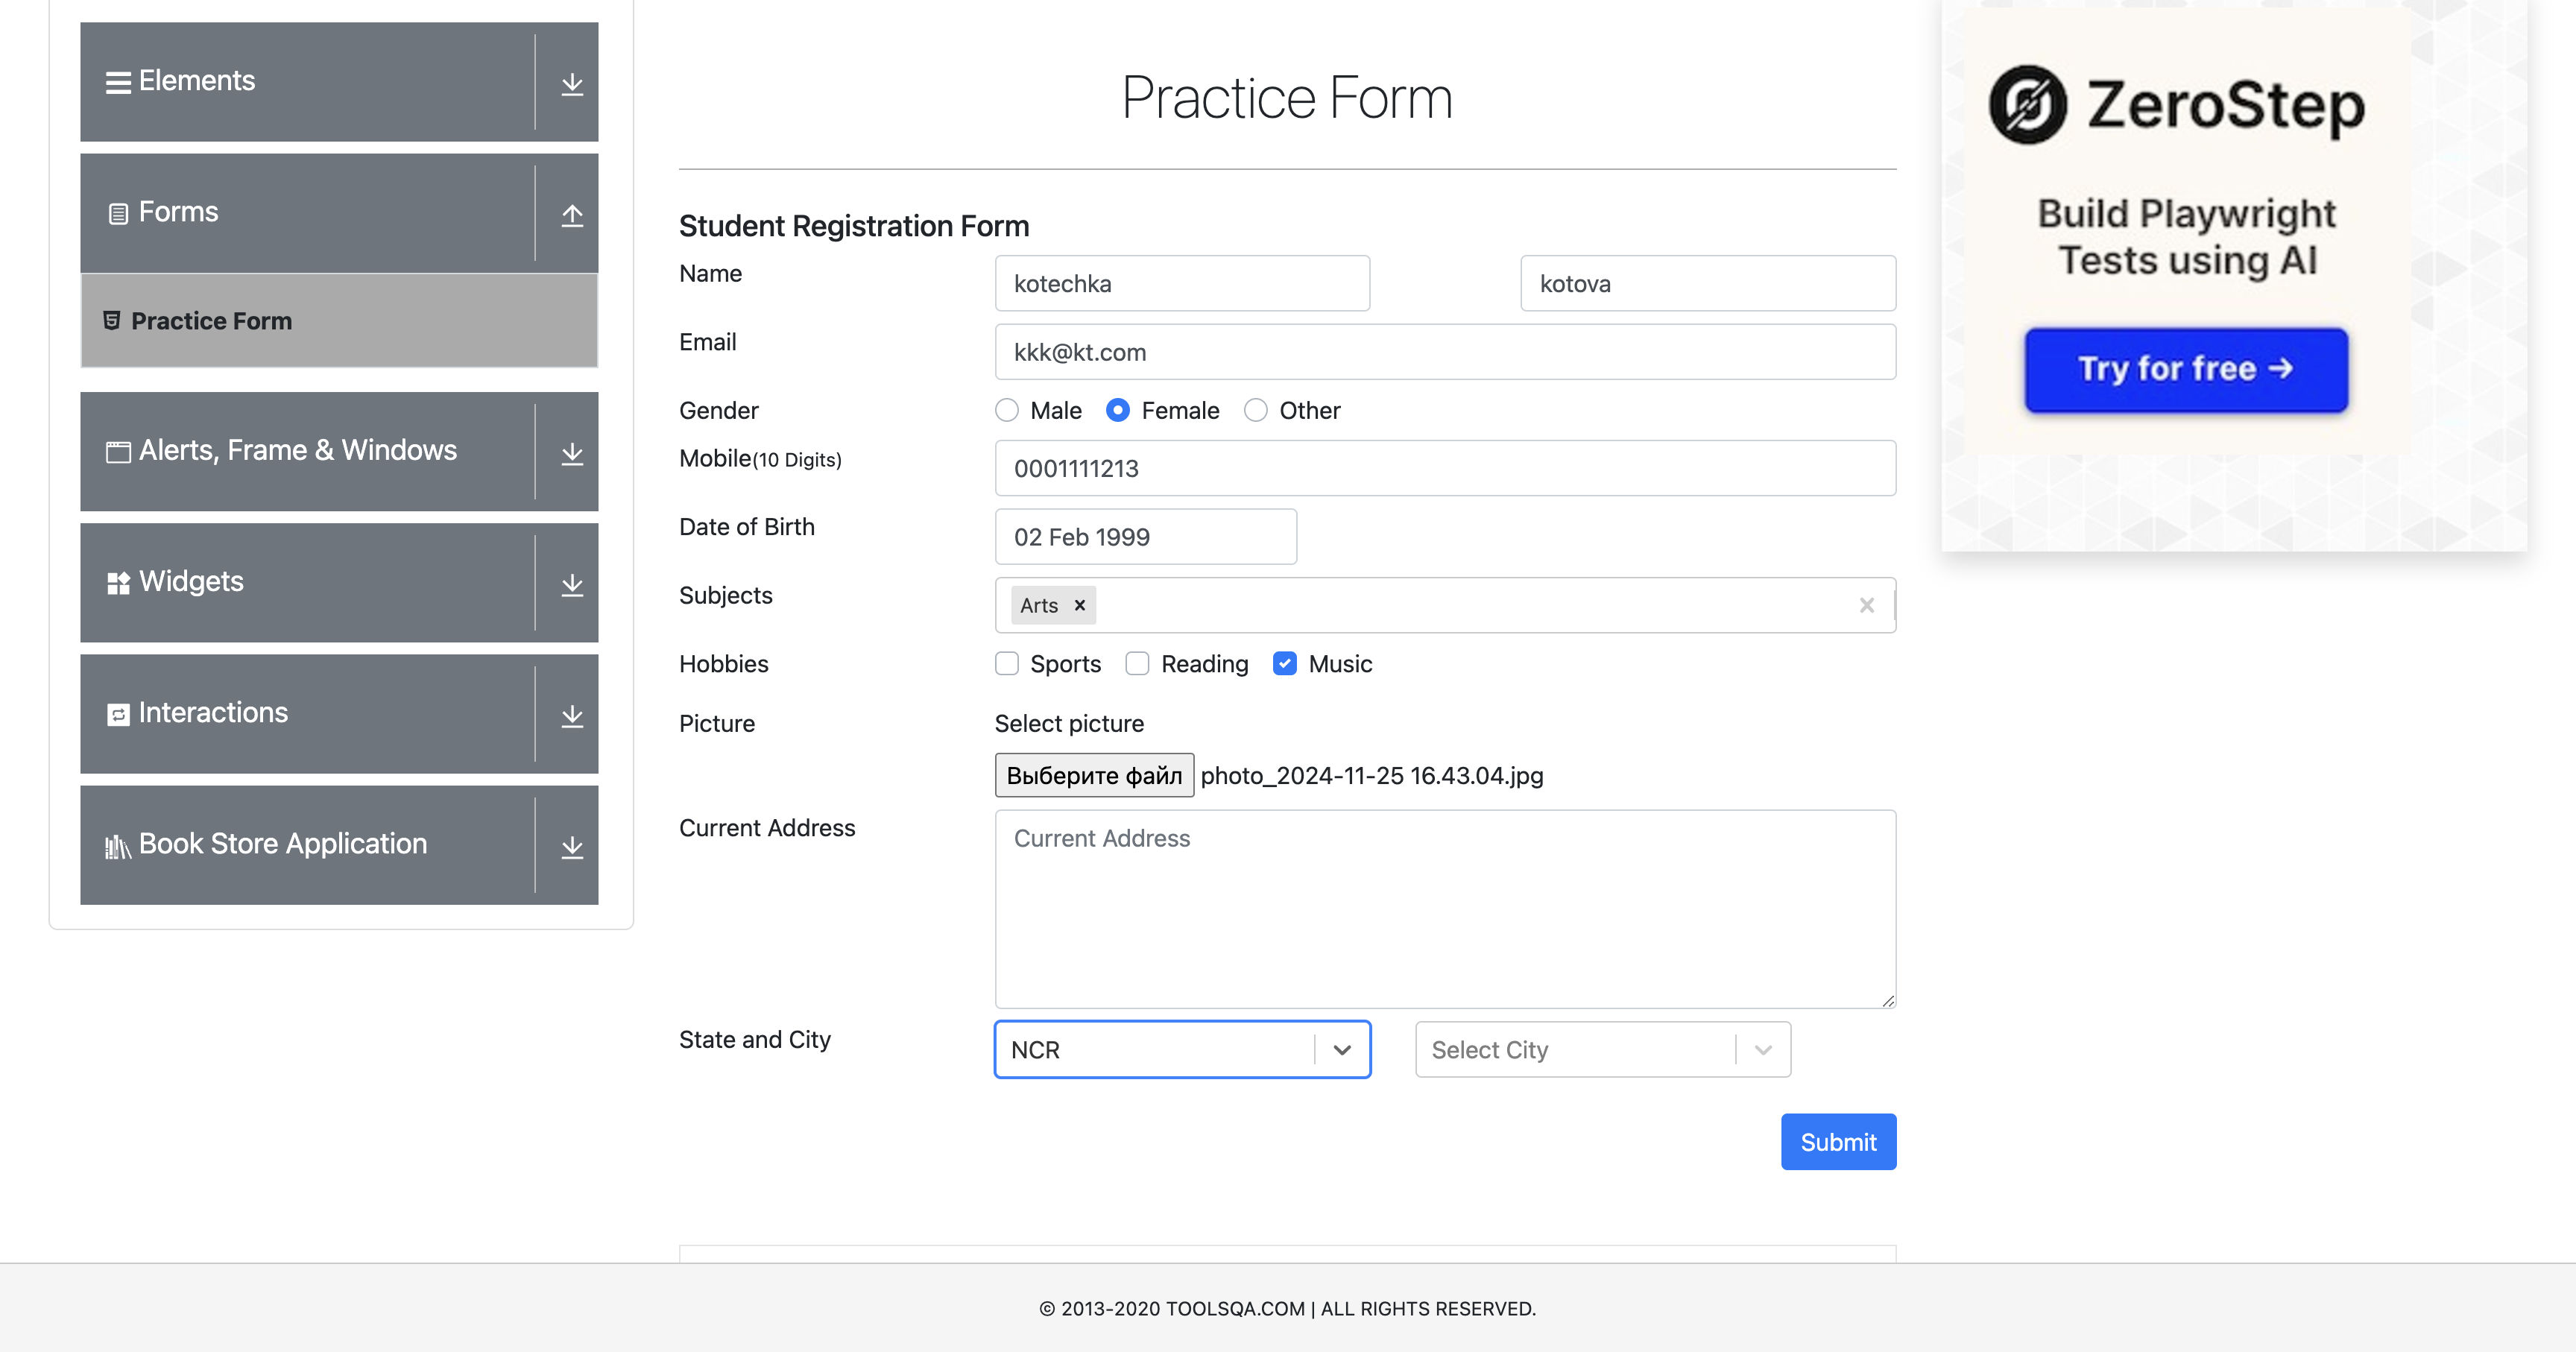 Elements
Forms
Practice Form
Alerts, Frame & Windows
Widgets
Interactions
Book Store Application
Practice Form
Student Registration Form
Name kotechka kotova
Email kkk@kt.com
Gender Male Female Other
Mobile(10 Digits) 0001111213
Date of Birth 02 Feb 1999
Subjects Arts
Hobbies Sports Reading Music
Picture Select picture
Выберите файл photo_2024-11-25 16.43.04.jpg
Current Address Current Address
State and City NCR Select City
Submit
ZeroStep
Build Playwright
Tests using AI
Try for free →
© 2013-2020 TOOLSQA.COM | ALL RIGHTS RESERVED.